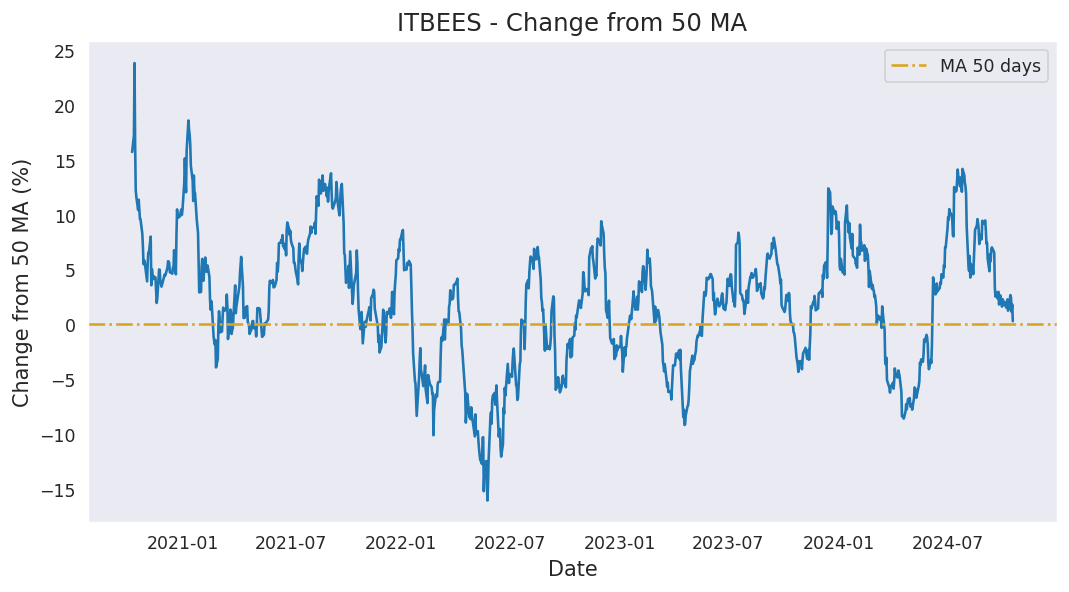 ITBEES - Change from 50 MA
MA 50 days
Change from 50 MA (%)
25
20
15
10
5
0
−5
−10
−15
2021-01 2021-07 2022-01 2022-07 2023-01 2023-07 2024-01 2024-07
Date